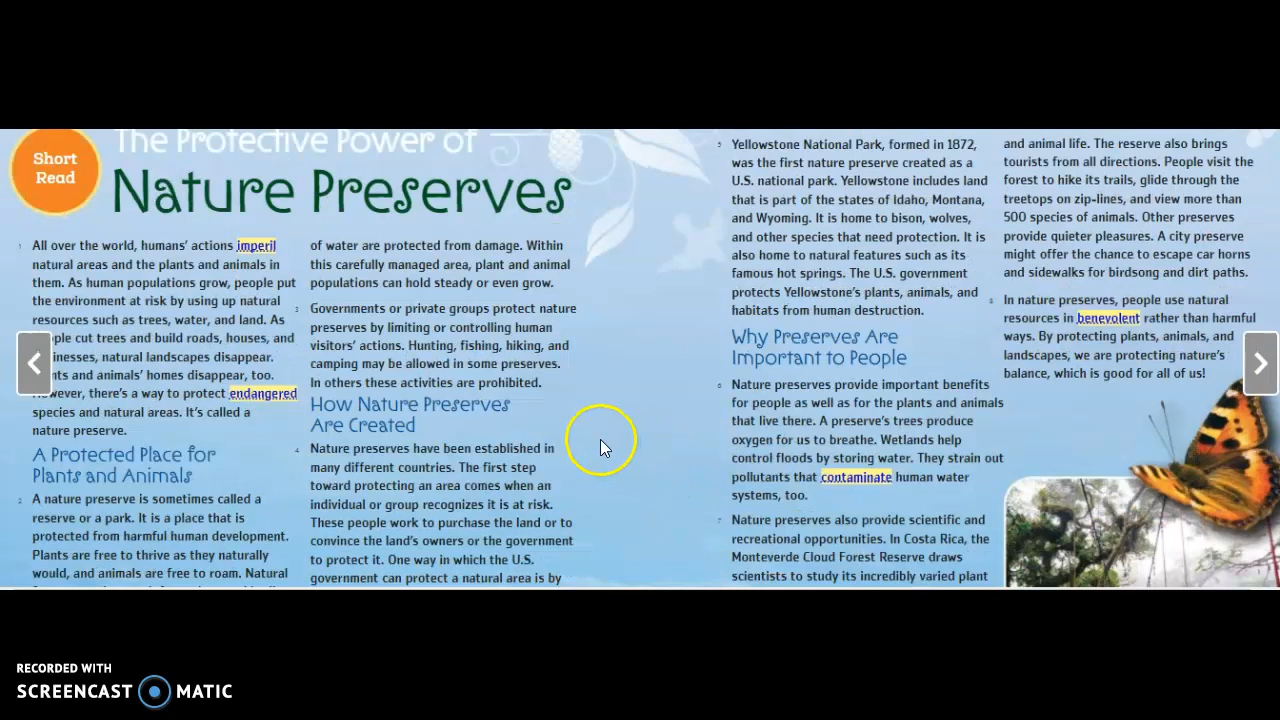 Short
Read
The Protective Power of
Nature Preserves
1 All over the world, humans' actions imperil
natural areas and the plants and animals in
them. As human populations grow, people put
the environment at risk by using up natural
resources such as trees, water, and land. As
cut trees and build roads, houses, and
natural landscapes disappear.
and animals' homes disappear, too.
However, there's a way to protect endangered
species and natural areas. It's called a
nature preserve.
A Protected Place for
Plants and Animals
2 A nature preserve is sometimes called a
reserve or a park. It is a place that is
protected from harmful human development.
Plants are free to thrive as they naturally
would, and animals are free to roam. Natural
of water are protected from damage. Within
this carefully managed area, plant and animal
populations can hold steady or even grow.
3 Governments or private groups protect nature
preserves by limiting or controlling human
visitors' actions. Hunting, fishing, hiking, and
camping may be allowed in some preserves.
In others these activities are prohibited.
How Nature Preserves
Are Created
4 Nature preserves have been established in
many different countries. The first step
toward protecting an area comes when an
individual or group recognizes it is at risk.
These people work to purchase the land or to
convince the land's owners or the government
to protect it. One way in which the U.S.
government can protect a natural area is by
5 Yellowstone National Park, formed in 1872,
was the first nature preserve created as a
U.S. national park. Yellowstone includes land
that is part of the states of Idaho, Montana,
and Wyoming. It is home to bison, wolves,
and other species that need protection. It is
also home to natural features such as its
famous hot springs. The U.S. government
protects Yellowstone's plants, animals, and
habitats from human destruction.
Why Preserves Are
Important to People
6 Nature preserves provide important benefits
for people as well as for the plants and animals
that live there. A preserve's trees produce
oxygen for us to breathe. Wetlands help
control floods by storing water. They strain out
pollutants that contaminate human water
systems, too.
7 Nature preserves also provide scientific and
recreational opportunities. In Costa Rica, the
Monteverde Cloud Forest Reserve draws
scientists to study its incredibly varied plant
and animal life. The reserve also brings
tourists from all directions. People visit the
forest to hike its trails, glide through the
treetops on zip-lines, and view more than
500 species of animals. Other preserves
provide quieter pleasures. A city preserve
might offer the chance to escape car horns
and sidewalks for birdsong and dirt paths.
8 In nature preserves, people use natural
resources in benevolent rather than harmful
ways. By protecting plants, animals, and
landscapes, we are protecting nature's
balance, which is good for all of us!
RECORDED WITH
SCREENCAST MATIC